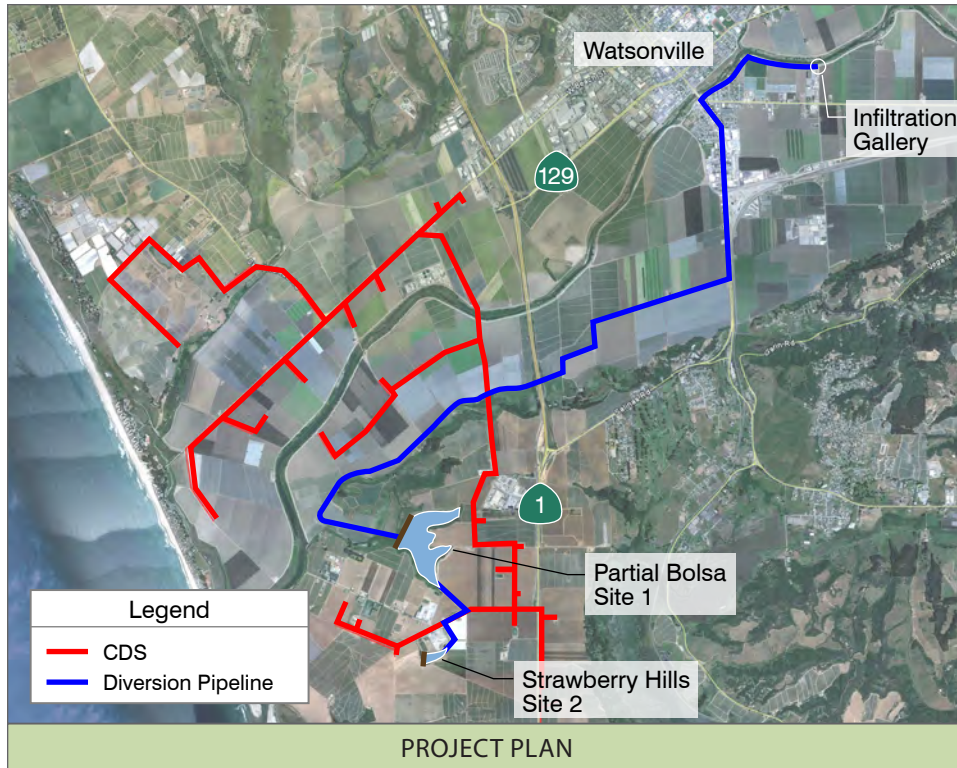 Watsonville
Infiltration
Gallery
129
1
Partial Bolsa
Site 1
Strawberry Hills
Site 2
Legend
CDS
Diversion Pipeline
PROJECT PLAN